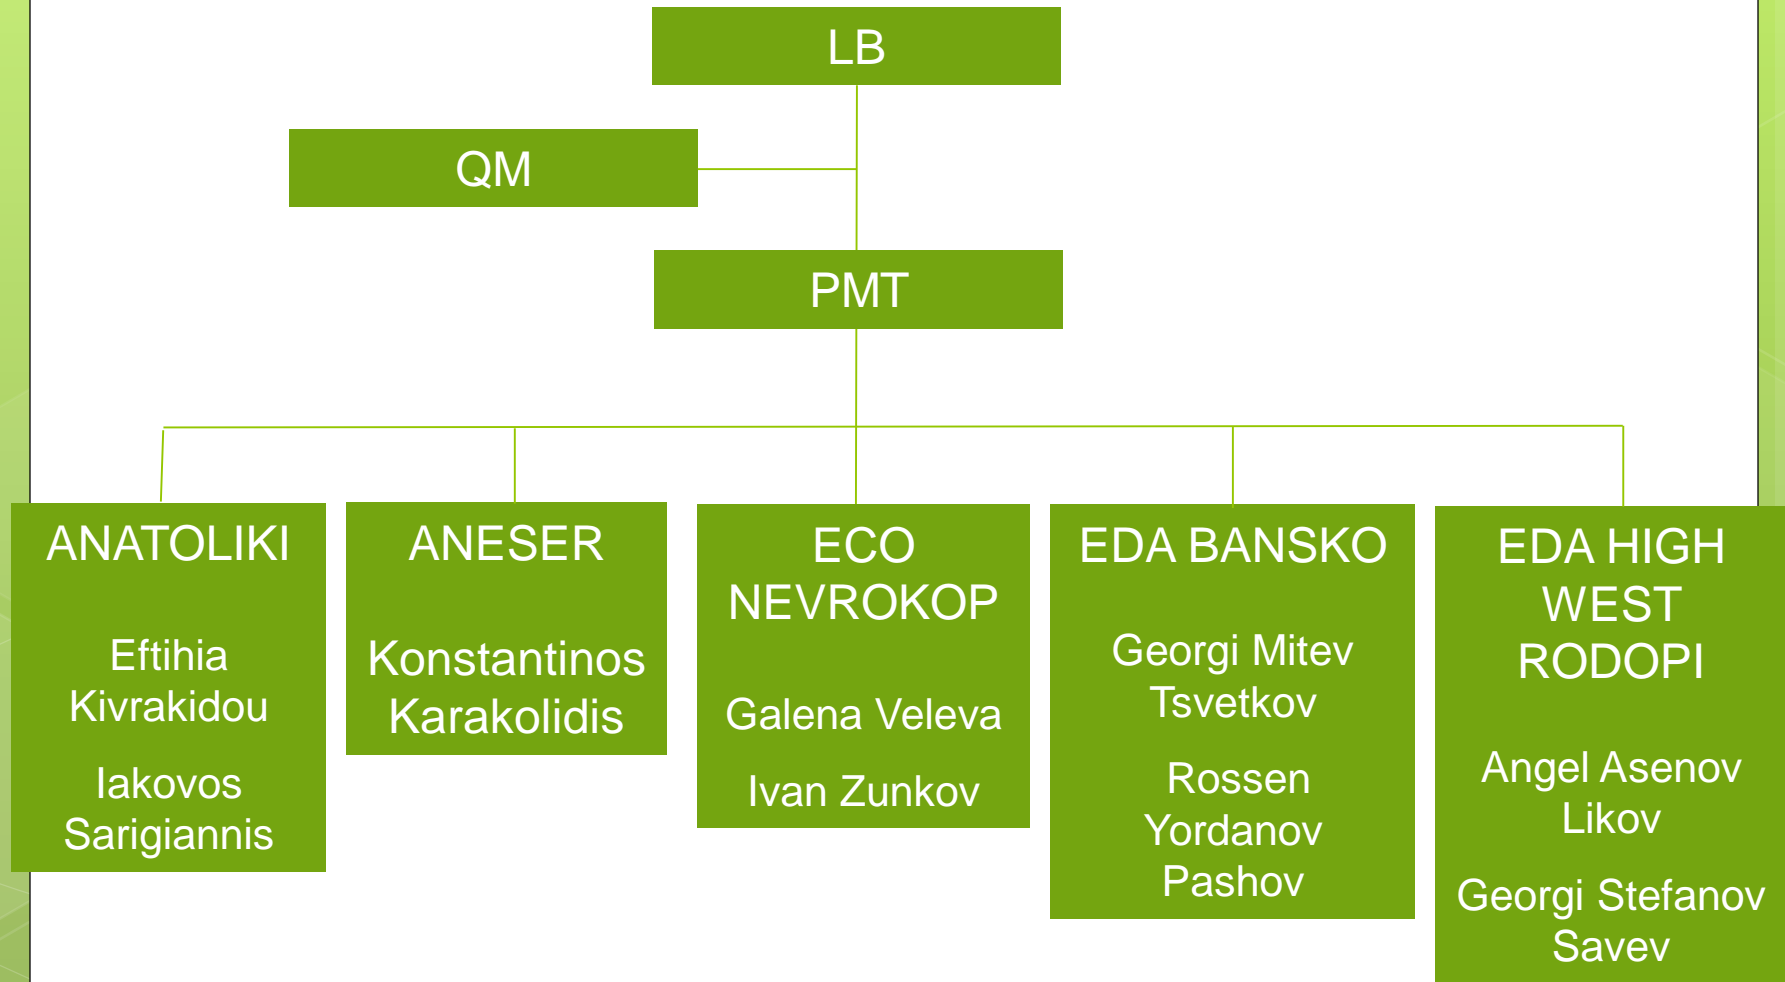 LB
QM
PMT
ANATOLIKI
Eftihia
Kivrakidou
Iakovos
Sarigiannis
ANESER
Konstantinos
Karakolidis
ECO
NEVROKOP
Galena Veleva
Ivan Zunkov
EDA BANSKO
Georgi Mitev
Tsvetkov
Rossen
Yordanov
Pashov
EDA HIGH
WEST
RODOPI
Angel Asenov
Likov
Georgi Stefanov
Savev